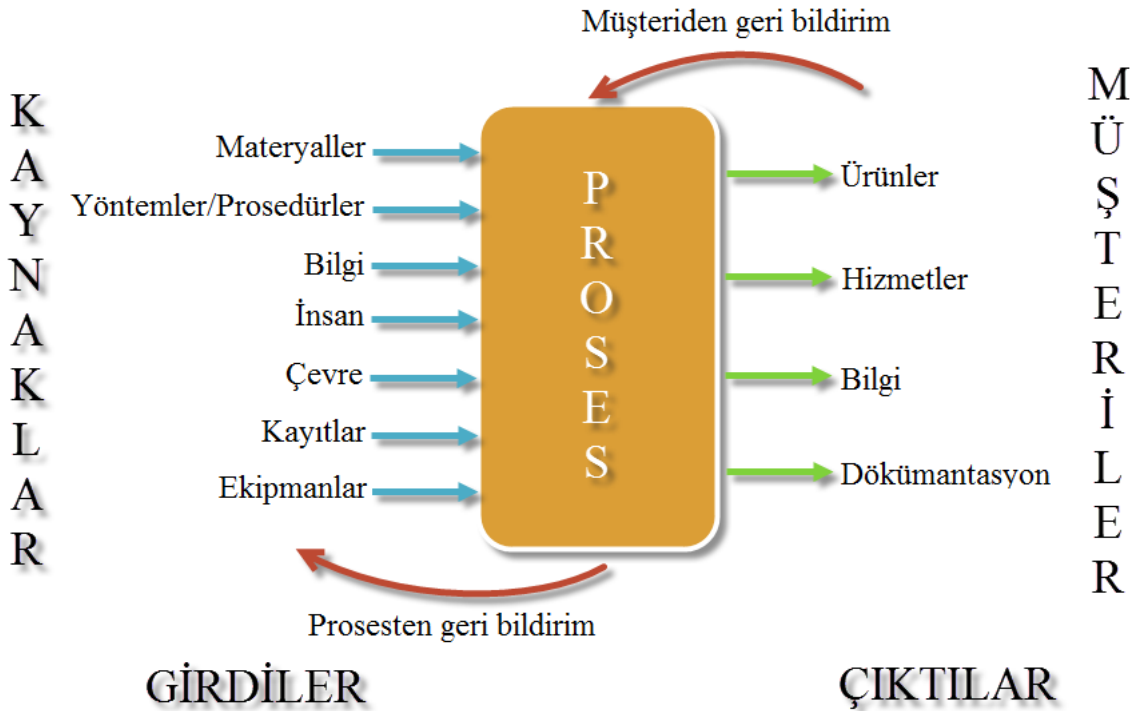 Müşteriden geri bildirim
KAYNAKLAR
Materyaller
Yöntemler/Prosedürler
Bilgi
İnsan
Çevre
Kayıtlar
Ekipmanlar
PROSES
Ürünler
Hizmetler
Bilgi
Dökümantasyon
MÜŞTERİLER
Prosesten geri bildirim
GİRDİLER
ÇIKTILAR